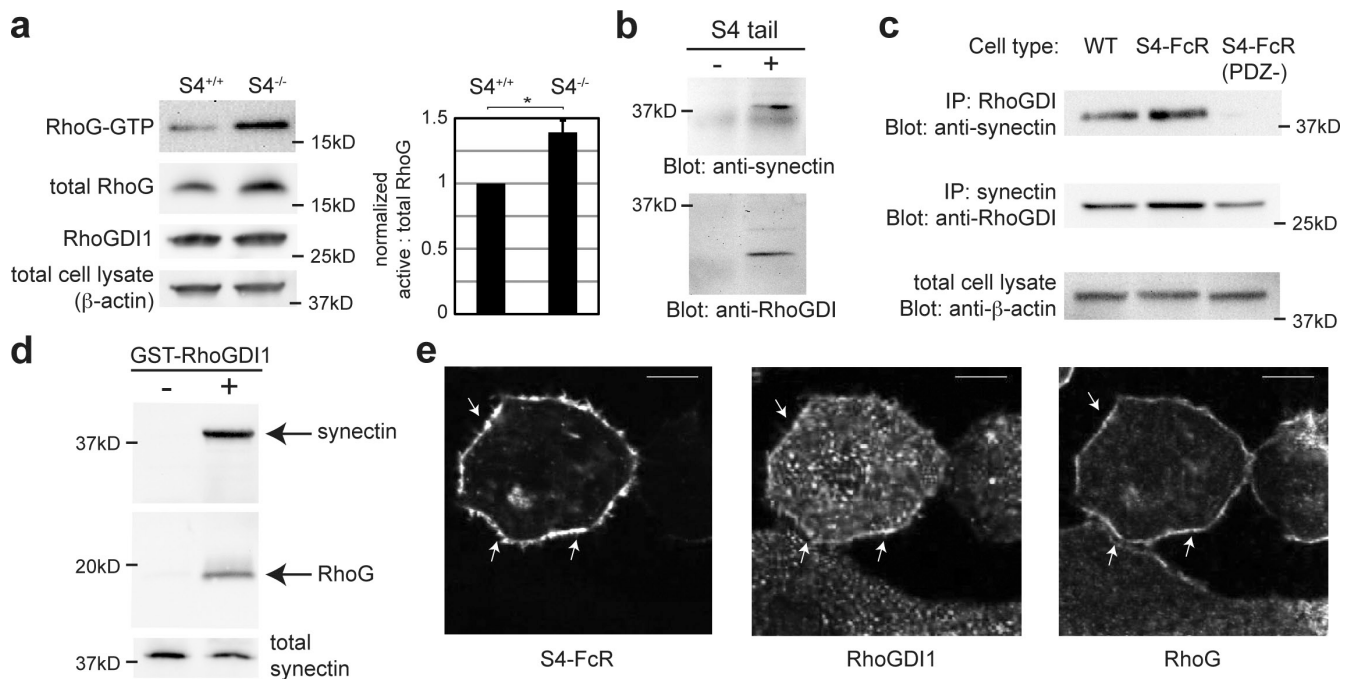 a
S4+/+ S4-/-
RhoG-GTP
15kD
total RhoG
15kD
RhoGDI1
25kD
total cell lysate
(β-actin)
37kD
S4+/+ S4-/-
*
normalized
active : total RhoG
1.5
1
0.5
0
b
S4 tail
- +
37kD
Blot: anti-synectin
37kD
Blot: anti-RhoGDI
c
Cell type: WT S4-FcR S4-FcR
(PDZ-)
IP: RhoGDI
Blot: anti-synectin
37kD
IP: synectin
Blot: anti-RhoGDI
25kD
total cell lysate
Blot: anti-β-actin
37kD
d
GST-RhoGDI1
- +
37kD
synectin
20kD
RhoG
37kD
total
synectin
e
S4-FcR RhoGDI1 RhoG